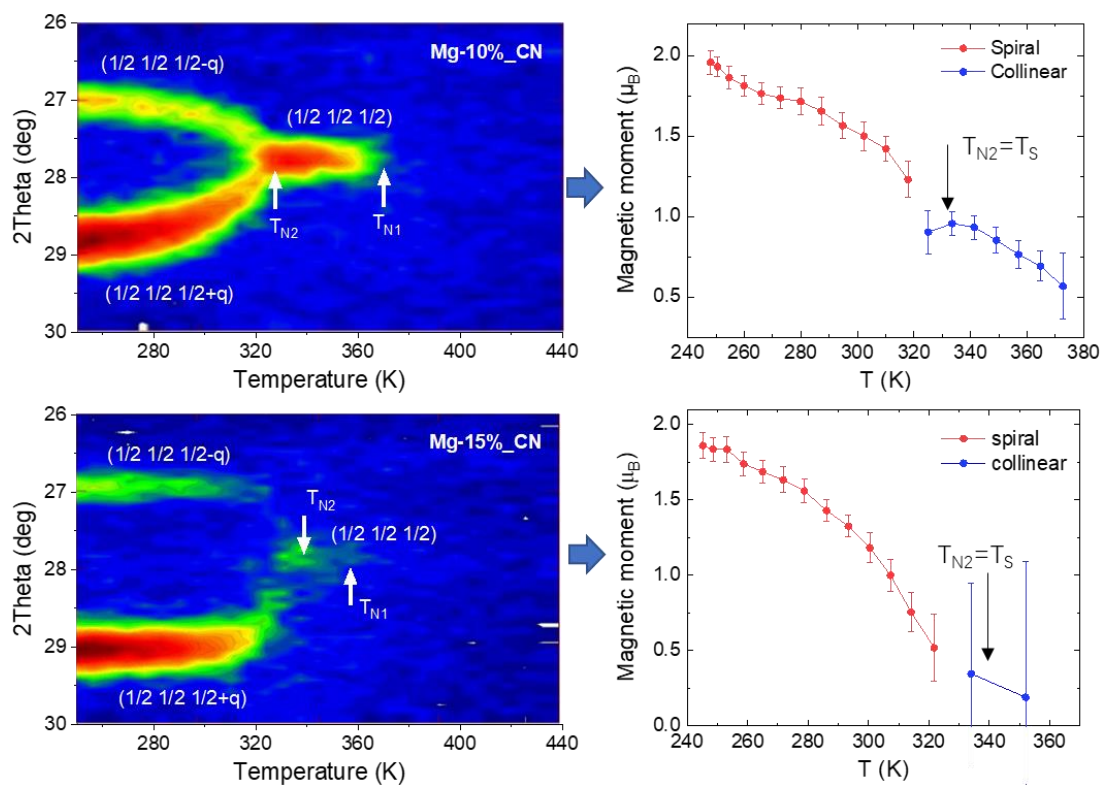 Mg-10%_CN
(1/2 1/2 1/2-q)
(1/2 1/2 1/2)
T_N2
T_N1
(1/2 1/2 1/2+q)
26
27
28
29
30
2Theta (deg)
280 320 360 400 440
Temperature (K)
Spiral
Collinear
T_N2=T_S
2.0
1.5
1.0
0.5
Magnetic moment (μ_B)
240 260 280 300 320 340 360 380
T (K)
Mg-15%_CN
(1/2 1/2 1/2-q)
T_N2
(1/2 1/2 1/2)
T_N1
(1/2 1/2 1/2+q)
26
27
28
29
30
2Theta (deg)
280 320 360 400 440
Temperature (K)
spiral
collinear
T_N2=T_S
2.0
1.5
1.0
0.5
0.0
Magnetic moment (μ_B)
240 260 280 300 320 340 360
T (K)